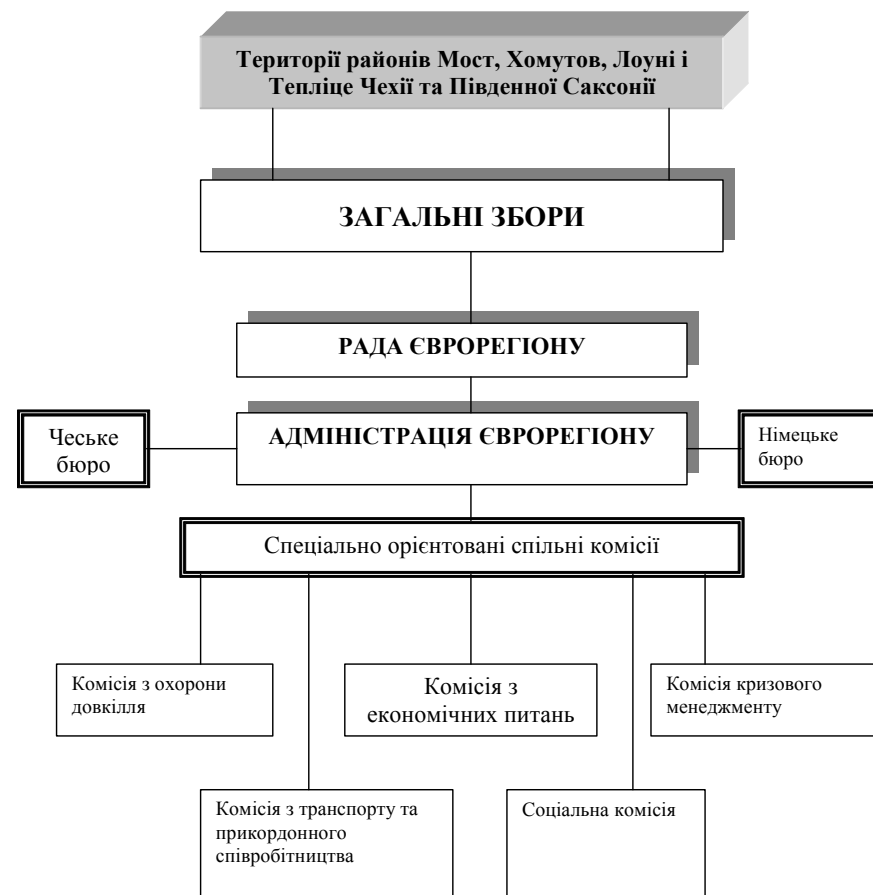 Території районів Мост, Хомутов, Лоуні і
Тепліце Чехії та Південної Саксонії
ЗАГАЛЬНІ ЗБОРИ
РАДА ЄВРОРЕГІОНУ
Чеське
бюро
АДМІНІСТРАЦІЯ ЄВРОРЕГІОНУ
Німецьке
бюро
Спеціально орієнтовані спільні комісії
Комісія з охорони
довкілля
Комісія з
економічних питань
Комісія кризового
менеджменту
Комісія з транспорту та
прикордонного
співробітництва
Соціальна комісія